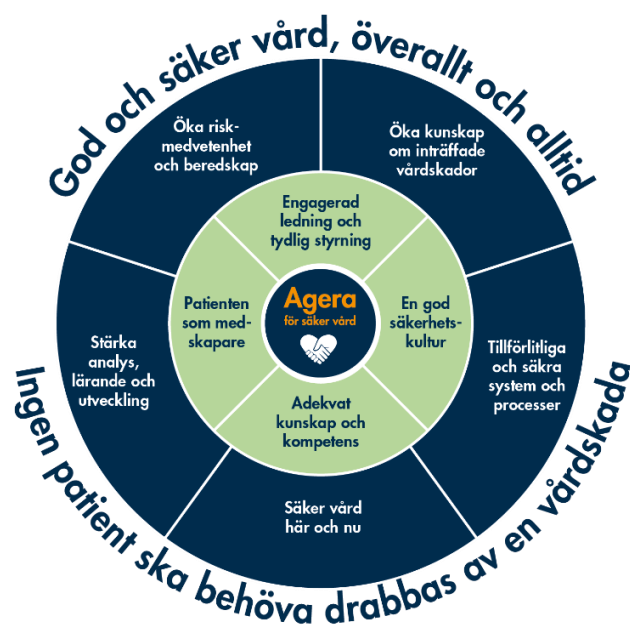 God och säker vård, överallt och alltid
Öka risk-
medvetenhet
och beredskap
Öka kunskap
om inträffade
vårdskador
Engagerad
ledning och
tydlig styrning
Patienten
som med-
skapare
Agera
för säker vård
En god
säkerhets-
kultur
Stärka
analys,
lärande och
utveckling
Tillförlitliga
och säkra
system och
processer
Adekvat
kunskap och
kompetens
Säker vård
här och nu
Ingen patient ska behöva drabbas av en vårdskada